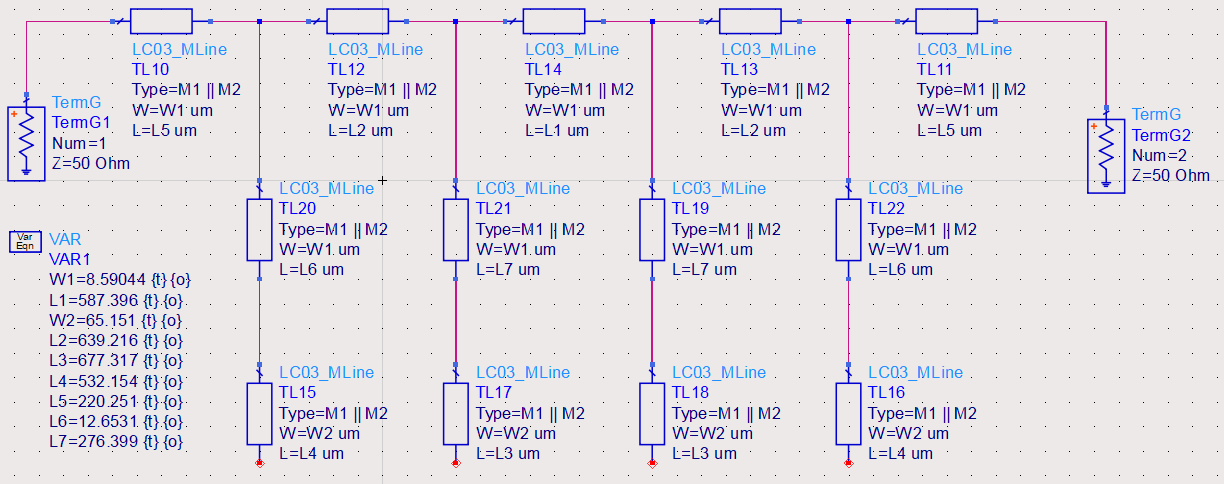 LC03_MLine
TL10
Type=M1 || M2
W=W1 um
L=L5 um
LC03_MLine
TL12
Type=M1 || M2
W=W1 um
L=L2 um
LC03_MLine
TL14
Type=M1 || M2
W=W1 um
L=L1 um
LC03_MLine
TL13
Type=M1 || M2
W=W1 um
L=L2 um
LC03_MLine
TL11
Type=M1 || M2
W=W1 um
L=L5 um
+
TermG
TermG1
Num=1
Z=50 Ohm
+
TermG
TermG2
Num=2
Z=50 Ohm
LC03_MLine
TL20
Type=M1 || M2
W=W1 um
L=L6 um
LC03_MLine
TL21
Type=M1 || M2
W=W1 um
L=L7 um
LC03_MLine
TL19
Type=M1 || M2
W=W1 um
L=L7 um
LC03_MLine
TL22
Type=M1 || M2
W=W1 um
L=L6 um
Var
Eqn
VAR
VAR1
W1=8.59044 {t} {o}
L1=587.396 {t} {o}
W2=65.151 {t} {o}
L2=639.216 {t} {o}
L3=677.317 {t} {o}
L4=532.154 {t} {o}
L5=220.251 {t} {o}
L6=12.6531 {t} {o}
L7=276.399 {t} {o}
LC03_MLine
TL15
Type=M1 || M2
W=W2 um
L=L4 um
LC03_MLine
TL17
Type=M1 || M2
W=W2 um
L=L3 um
LC03_MLine
TL18
Type=M1 || M2
W=W2 um
L=L3 um
LC03_MLine
TL16
Type=M1 || M2
W=W2 um
L=L4 um